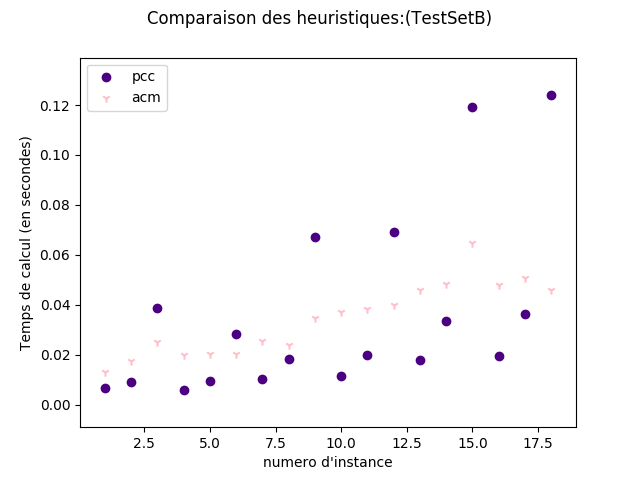 Comparaison des heuristiques:(TestSetB)
pcc
acm
0.12
0.10
0.08
0.06
0.04
0.02
0.00
Temps de calcul (en secondes)
2.5 5.0 7.5 10.0 12.5 15.0 17.5
numero d'instance